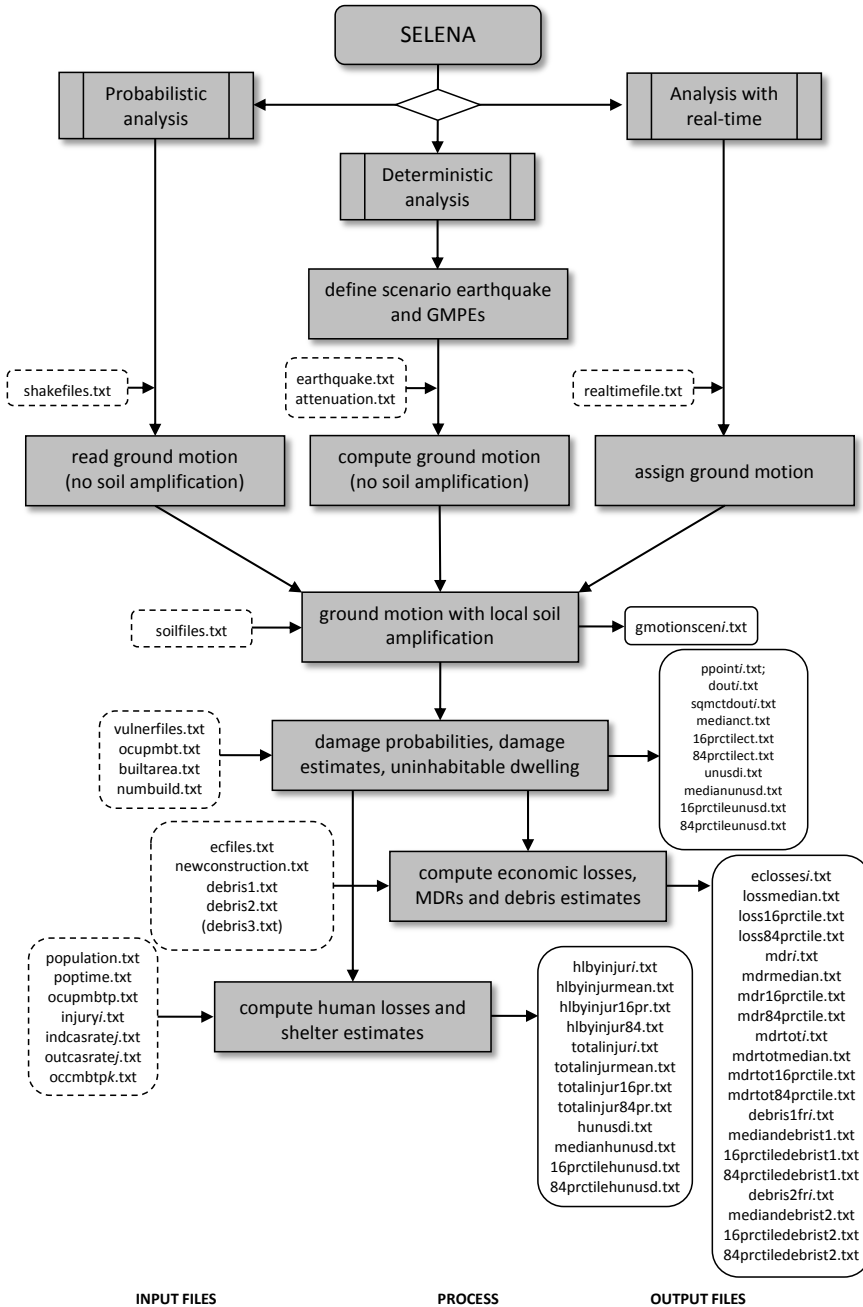 SELENA
Probabilistic
analysis
Analysis with
real-time
Deterministic
analysis
define scenario earthquake
and GMPEs
shakefiles.txt
earthquake.txt
attenuation.txt
realtimefile.txt
read ground motion
(no soil amplification)
compute ground motion
(no soil amplification)
assign ground motion
soilfiles.txt
ground motion with local soil
amplification
gmotionsceni.txt
vulnerfiles.txt
ocupmbt.txt
builtarea.txt
numbuild.txt
damage probabilities, damage
estimates, uninhabitable dwelling
ppointi.txt;
douti.txt
sqmctdouti.txt
medianct.txt
16prctilect.txt
84prctilect.txt
unusdi.txt
medianunusd.txt
16prctileunusd.txt
84prctileunusd.txt
ecfiles.txt
newconstruction.txt
debris1.txt
debris2.txt
(debris3.txt)
compute economic losses,
MDRs and debris estimates
eclossesi.txt
lossmedian.txt
loss16prctile.txt
loss84prctile.txt
mdri.txt
mdrmedian.txt
mdr16prctile.txt
mdr84prctile.txt
mdrtoti.txt
mdrtotmedian.txt
mdrtot16prctile.txt
mdrtot84prctile.txt
debris1fri.txt
mediandebrist1.txt
16prctiledebrist1.txt
84prctiledebrist1.txt
debris2fri.txt
mediandebrist2.txt
16prctiledebrist2.txt
84prctiledebrist2.txt
population.txt
poptime.txt
ocupmbtp.txt
injuryi.txt
indcasratej.txt
outcasratej.txt
occmbtpk.txt
compute human losses and
shelter estimates
hlbyinjuri.txt
hlbyinjurmean.txt
hlbyinjur16pr.txt
hlbyinjur84.txt
totalinjuri.txt
totalinjurmean.txt
totalinjur16pr.txt
totalinjur84pr.txt
hunusdi.txt
medianhunusd.txt
16prctilehunusd.txt
84prctilehunusd.txt
INPUT FILES
PROCESS
OUTPUT FILES